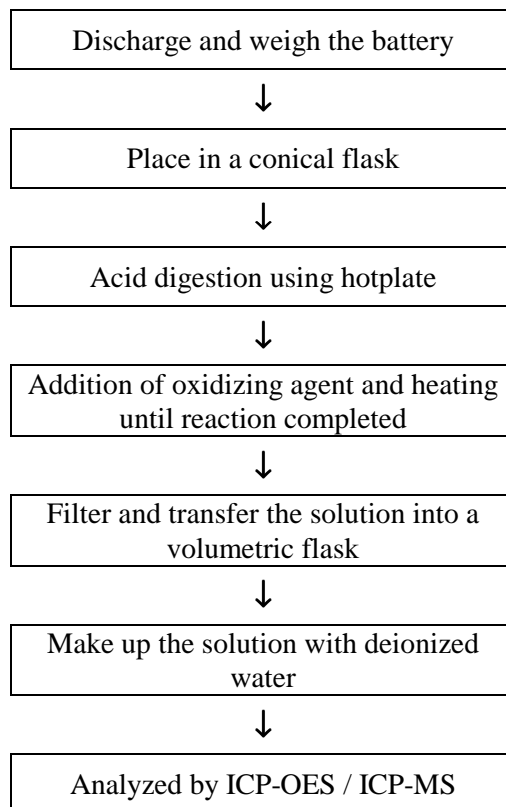 Discharge and weigh the battery
↓
Place in a conical flask
↓
Acid digestion using hotplate
↓
Addition of oxidizing agent and heating
until reaction completed
↓
Filter and transfer the solution into a
volumetric flask
↓
Make up the solution with deionized
water
↓
Analyzed by ICP-OES / ICP-MS